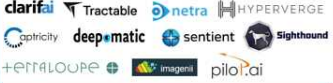 clarifai Tractable netra HYPERVERGE
Captricity deepomatic sentient Sighthound
TERRALOUPE imagenii pilot.ai